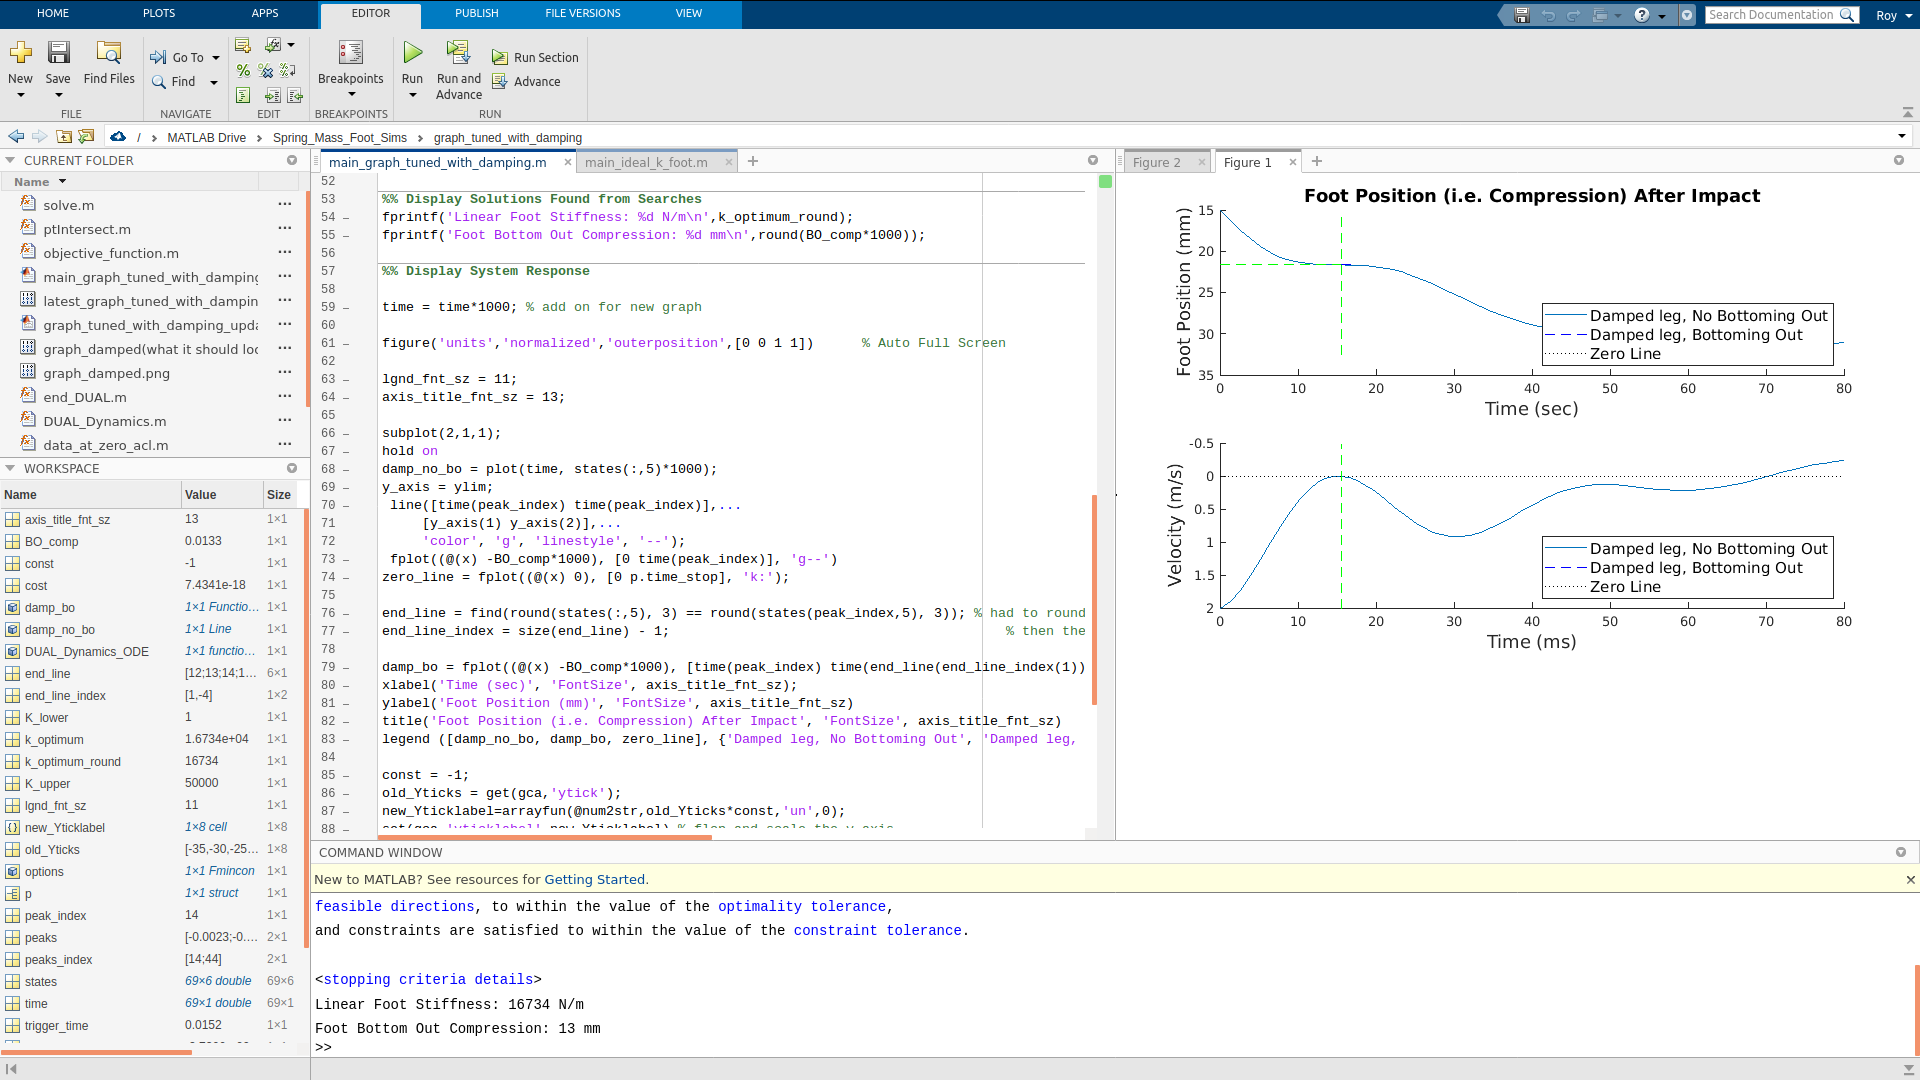 HOME PLOTS APPS EDITOR PUBLISH FILE VERSIONS VIEW
Search Documentation Roy
New Save Find Files
Go To
Find
Breakpoints
Run
Run and Advance
Run Section
Advance
FILE NAVIGATE EDIT BREAKPOINTS RUN
/ › MATLAB Drive › Spring_Mass_Foot_Sims › graph_tuned_with_damping
CURRENT FOLDER
Name
solve.m
ptIntersect.m
objective_function.m
main_graph_tuned_with_damping
latest_graph_tuned_with_dampin
graph_tuned_with_damping_upda
graph_damped(what it should loo
graph_damped.png
end_DUAL.m
DUAL_Dynamics.m
data_at_zero_acl.m
WORKSPACE
Name Value Size
axis_title_fnt_sz 13 1×1
BO_comp 0.0133 1×1
const -1 1×1
cost 7.4341e-18 1×1
damp_bo 1×1 Functio... 1×1
damp_no_bo 1×1 Line 1×1
DUAL_Dynamics_ODE 1×1 functio... 1×1
end_line [12;13;14;1... 6×1
end_line_index [1,-4] 1×2
K_lower 1 1×1
k_optimum 1.6734e+04 1×1
k_optimum_round 16734 1×1
K_upper 50000 1×1
lgnd_fnt_sz 11 1×1
new_Yticklabel 1×8 cell 1×8
old_Yticks [-35,-30,-25... 1×8
options 1×1 Fmincon 1×1
p 1×1 struct 1×1
peak_index 14 1×1
peaks [-0.0023;-0.... 2×1
peaks_index [14;44] 2×1
states 69×6 double 69×6
time 69×1 double 69×1
trigger_time 0.0152 1×1
main_graph_tuned_with_damping.m × main_ideal_k_foot.m × +
52
53 %% Display Solutions Found from Searches
54 – fprintf('Linear Foot Stiffness: %d N/m\n',k_optimum_round);
55 – fprintf('Foot Bottom Out Compression: %d mm\n',round(BO_comp*1000));
56
57 %% Display System Response
58
59 – time = time*1000; % add on for new graph
60
61 – figure('units','normalized','outerposition',[0 0 1 1]) % Auto Full Screen
62
63 – lgnd_fnt_sz = 11;
64 – axis_title_fnt_sz = 13;
65
66 – subplot(2,1,1);
67 – hold on
68 – damp_no_bo = plot(time, states(:,5)*1000);
69 – y_axis = ylim;
70 – line([time(peak_index) time(peak_index)],...
71 [y_axis(1) y_axis(2)],...
72 'color', 'g', 'linestyle', '--');
73 – fplot((@(x) -BO_comp*1000), [0 time(peak_index)], 'g--')
74 – zero_line = fplot((@(x) 0), [0 p.time_stop], 'k:');
75
76 – end_line = find(round(states(:,5), 3) == round(states(peak_index,5), 3)); % had to round
77 – end_line_index = size(end_line) - 1; % then the
78
79 – damp_bo = fplot((@(x) -BO_comp*1000), [time(peak_index) time(end_line(end_line_index(1))
80 – xlabel('Time (sec)', 'FontSize', axis_title_fnt_sz);
81 – ylabel('Foot Position (mm)', 'FontSize', axis_title_fnt_sz)
82 – title('Foot Position (i.e. Compression) After Impact', 'FontSize', axis_title_fnt_sz)
83 – legend ([damp_no_bo, damp_bo, zero_line], {'Damped leg, No Bottoming Out', 'Damped leg,
84
85 – const = -1;
86 – old_Yticks = get(gca,'ytick');
87 – new_Yticklabel=arrayfun(@num2str,old_Yticks*const,'un',0);
88 – set(gca,'yticklabel',new_Yticklabel) % flap and scale the y-axis
Figure 2 × Figure 1 × +
Foot Position (i.e. Compression) After Impact
Foot Position (mm)
15
20
25
30
35
Damped leg, No Bottoming Out
Damped leg, Bottoming Out
Zero Line
0 10 20 30 40 50 60 70 80
Time (sec)
Velocity (m/s)
-0.5
0
0.5
1
1.5
2
Damped leg, No Bottoming Out
Damped leg, Bottoming Out
Zero Line
0 10 20 30 40 50 60 70 80
Time (ms)
COMMAND WINDOW
New to MATLAB? See resources for Getting Started.
feasible directions, to within the value of the optimality tolerance,
and constraints are satisfied to within the value of the constraint tolerance.
<stopping criteria details>
Linear Foot Stiffness: 16734 N/m
Foot Bottom Out Compression: 13 mm
>>